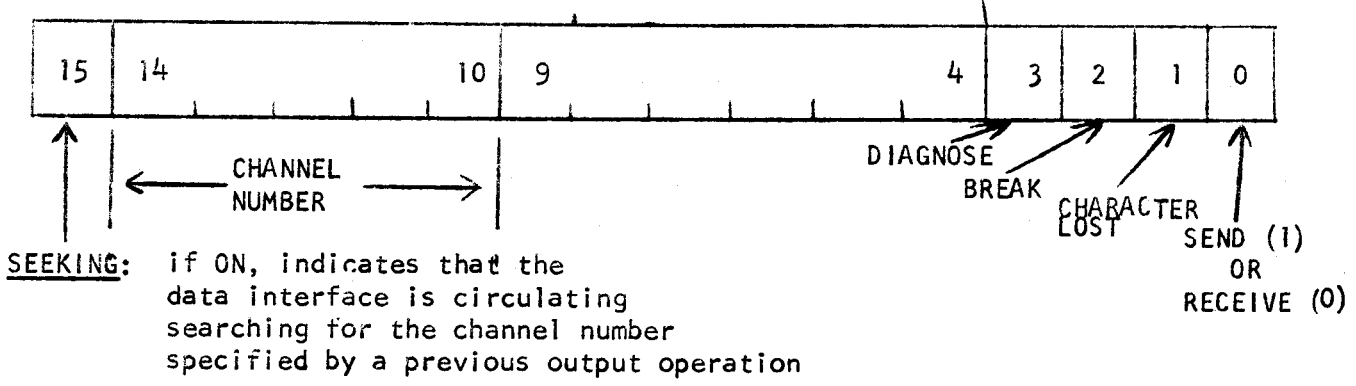 15 14 10 9 4 3 2 1 0
DIAGNOSE
BREAK
CHARACTER
LOST
SEND (1)
OR
RECEIVE (0)
CHANNEL
NUMBER
SEEKING: if ON, indicates that the
data interface is circulating
searching for the channel number
specified by a previous output operation